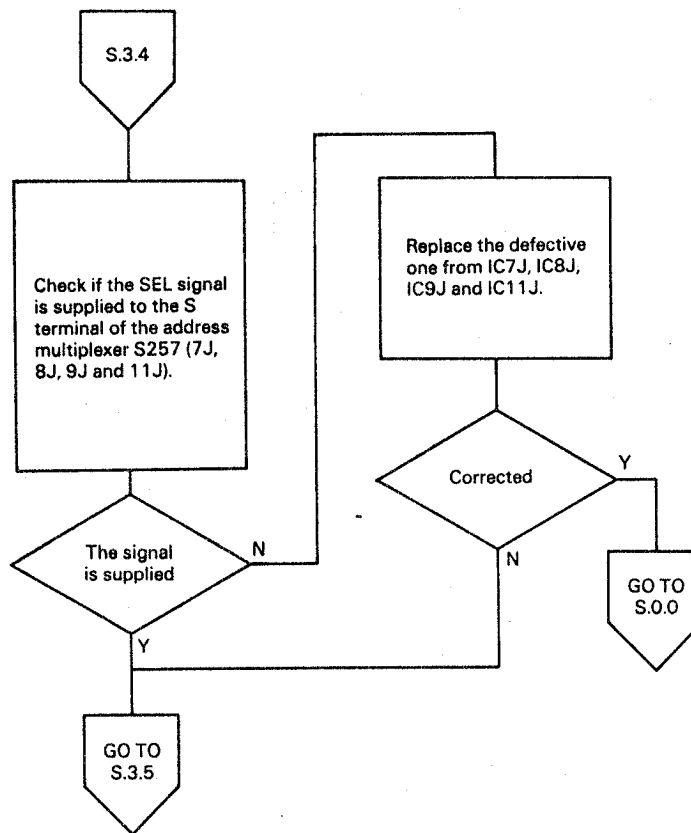 S.3.4
Check if the SEL signal
is supplied to the S
terminal of the address
multiplexer S257 (7J,
8J, 9J and 11J).
The signal
is supplied
N
Y
GO TO
S.3.5
Replace the defective
one from IC7J, IC8J,
IC9J and IC11J.
Corrected
Y
N
GO TO
S.0.0